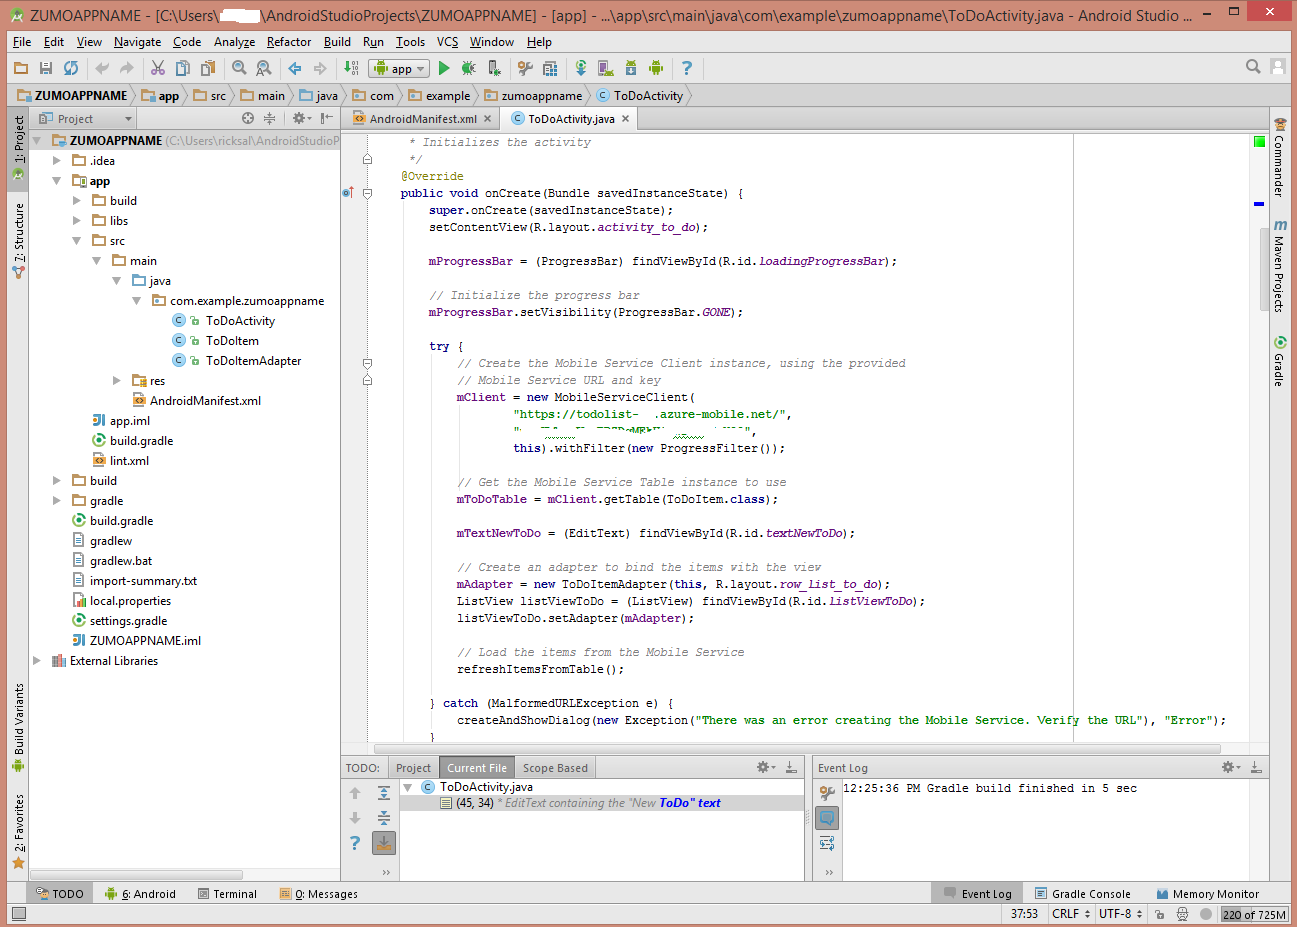 ZUMOAPPNAME - [C:\Users\ \AndroidStudioProjects\ZUMOAPPNAME] - [app] - ...\app\src\main\java\com\example\zumoappname\ToDoActivity.java - Android Studio ...
File Edit View Navigate Code Analyze Refactor Build Run Tools VCS Window Help
app
ZUMOAPPNAME app src main java com example zumoappname ToDoActivity
1: Project
7: Structure
Build Variants
2: Favorites
Project
ZUMOAPPNAME (C:\Users\ricksal\AndroidStudioP
.idea
app
build
libs
src
main
java
com.example.zumoappname
ToDoActivity
ToDoItem
ToDoItemAdapter
res
AndroidManifest.xml
app.iml
build.gradle
lint.xml
build
gradle
build.gradle
gradlew
gradlew.bat
import-summary.txt
local.properties
settings.gradle
ZUMOAPPNAME.iml
External Libraries
AndroidManifest.xml ToDoActivity.java
* Initializes the activity
*/
@Override
public void onCreate(Bundle savedInstanceState) {
super.onCreate(savedInstanceState);
setContentView(R.layout.activity_to_do);
mProgressBar = (ProgressBar) findViewById(R.id.loadingProgressBar);
// Initialize the progress bar
mProgressBar.setVisibility(ProgressBar.GONE);
try {
// Create the Mobile Service Client instance, using the provided
// Mobile Service URL and key
mClient = new MobileServiceClient(
"https://todolist- .azure-mobile.net/",
this).withFilter(new ProgressFilter());
// Get the Mobile Service Table instance to use
mToDoTable = mClient.getTable(ToDoItem.class);
mTextNewToDo = (EditText) findViewById(R.id.textNewToDo);
// Create an adapter to bind the items with the view
mAdapter = new ToDoItemAdapter(this, R.layout.row_list_to_do);
ListView listViewToDo = (ListView) findViewById(R.id.listViewToDo);
listViewToDo.setAdapter(mAdapter);
// Load the items from the Mobile Service
refreshItemsFromTable();
} catch (MalformedURLException e) {
createAndShowDialog(new Exception("There was an error creating the Mobile Service. Verify the URL"), "Error");
}
Commander
m Maven Projects
Gradle
TODO: Project Current File Scope Based
ToDoActivity.java
(45, 34) * EditText containing the "New ToDo" text
Event Log
12:25:36 PM Gradle build finished in 5 sec
TODO 6: Android Terminal 0: Messages Event Log Gradle Console Memory Monitor
37:53 CRLF UTF-8 220 of 725M